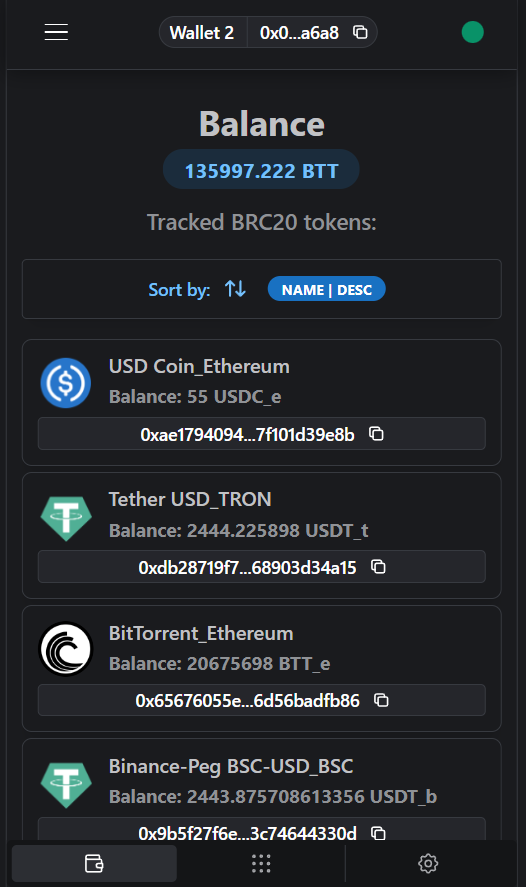 Wallet 2 0x0...a6a8
Balance
135997.222 BTT
Tracked BRC20 tokens:
Sort by: NAME | DESC
USD Coin_Ethereum
Balance: 55 USDC_e
0xae1794094...7f101d39e8b
Tether USD_TRON
Balance: 2444.225898 USDT_t
0xdb28719f7...68903d34a15
BitTorrent_Ethereum
Balance: 20675698 BTT_e
0x65676055e...6d56badfb86
Binance-Peg BSC-USD_BSC
Balance: 2443.875708613356 USDT_b
0x9b5f27f6e...3c74644330d